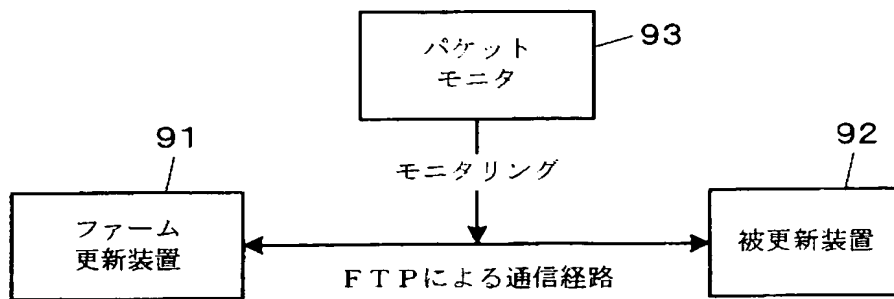 パケット
モニタ
93
91
モニタリング
92
ファーム
更新装置
被更新装置
ＦＴＰによる通信経路